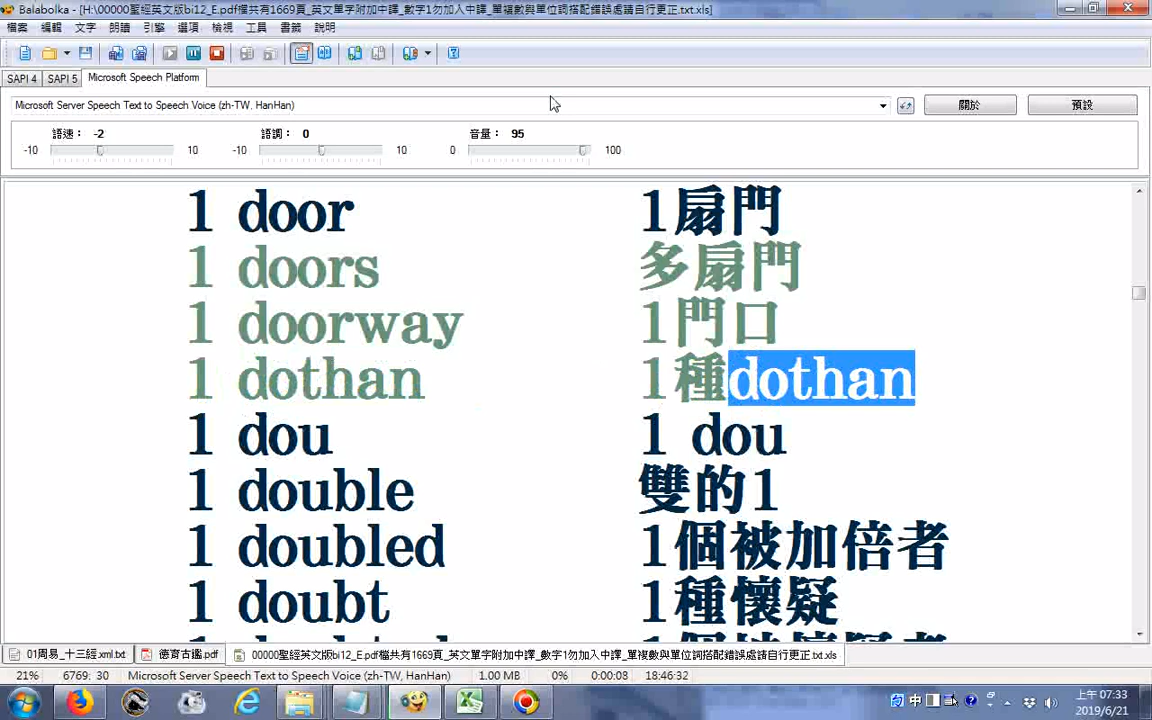 Balabolka - [H:\00000聖經英文版bi12_E.pdf檔共有1669頁_英文單字附加中譯_數字1勿加入中譯_單複數與單位詞搭配錯誤處請自行更正.txt.xls]
檔案 編輯 文字 朗讀 引擎 選項 檢視 工具 書籤 說明
SAPI 4 SAPI 5 Microsoft Speech Platform
Microsoft Server Speech Text to Speech Voice (zh-TW, HanHan) 關於 預設
語速： -2 語調： 0 音量： 95
-10 10 -10 10 0 100
1 door 1扇門
1 doors 多扇門
1 doorway 1門口
1 dothan 1種dothan
1 dou 1 dou
1 double 雙的1
1 doubled 1個被加倍者
1 doubt 1種懷疑
01周易_十三經.xml.txt 德育古鑑.pdf 00000聖經英文版bi12_E.pdf檔共有1669頁_英文單字附加中譯_數字1勿加入中譯_單複數與單位詞搭配錯誤處請自行更正.txt.xls
21% 6769: 30 Microsoft Server Speech Text to Speech Voice (zh-TW, HanHan) 1.00 MB 0% 0:00:08 18:46:32
中 上午 07:33
2019/6/21